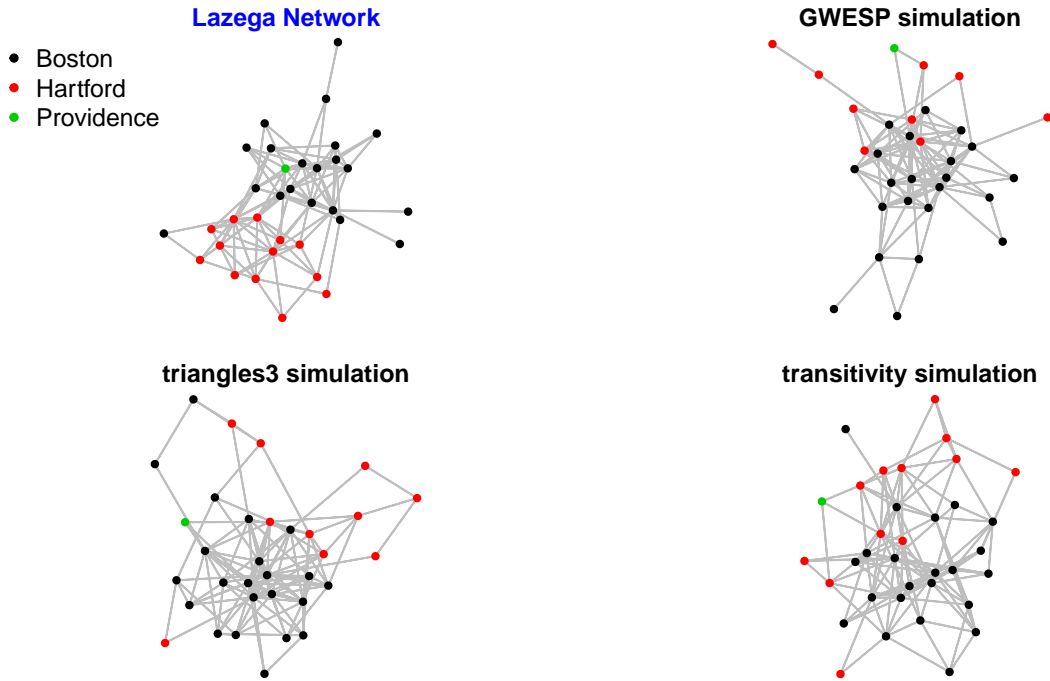 Lazega Network
GWESP simulation
Boston
Hartford
Providence
triangles3 simulation
transitivity simulation